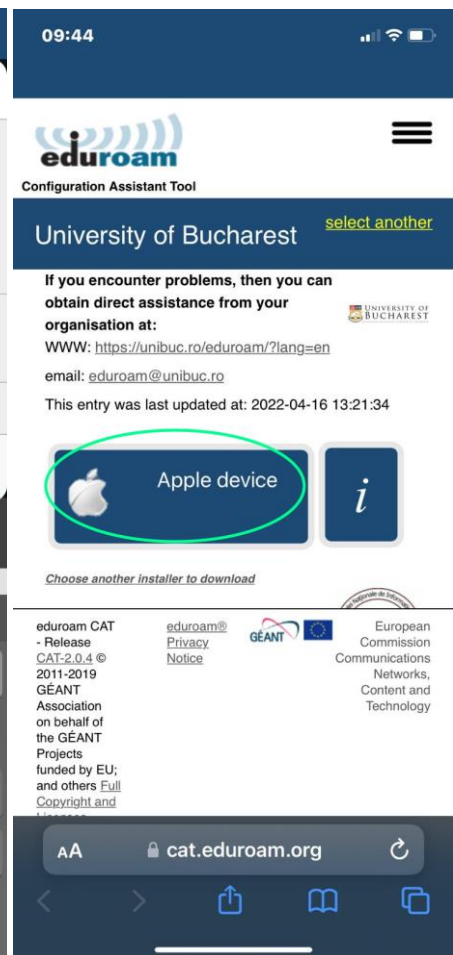 09:44
eduroam
Configuration Assistant Tool
University of Bucharest
select another
If you encounter problems, then you can
obtain direct assistance from your
organisation at:
UNIVERSITY OF
BUCHAREST
WWW: https://unibuc.ro/eduroam/?lang=en
email: eduroam@unibuc.ro
This entry was last updated at: 2022-04-16 13:21:34
Apple device
i
Choose another installer to download
eduroam CAT
- Release
CAT-2.0.4 ©
2011-2019
GÉANT
Association
on behalf of
the GÉANT
Projects
funded by EU;
and others Full
Copyright and
eduroam®
Privacy
Notice
GÉANT
European
Commission
Communications
Networks,
Content and
Technology
AA
cat.eduroam.org